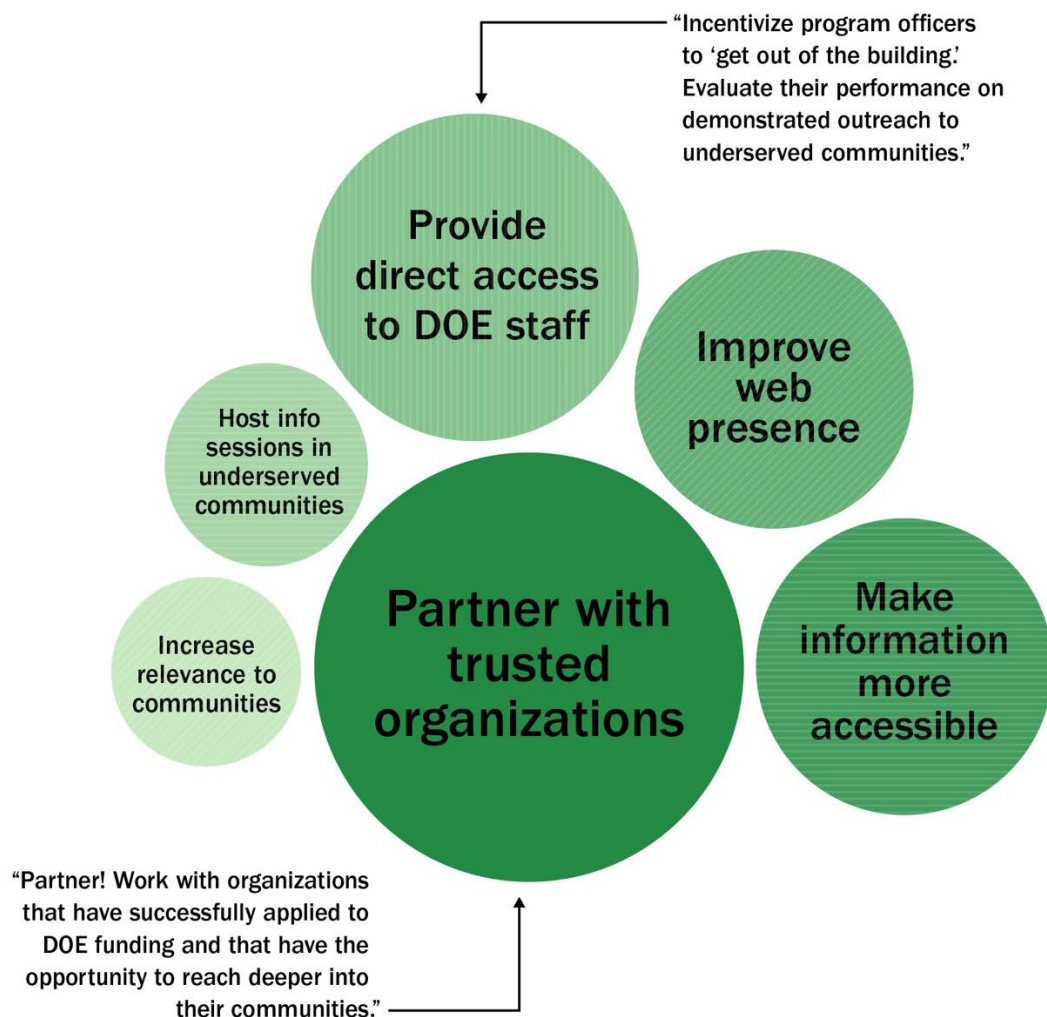 “Incentivize program officers
to ‘get out of the building.’
Evaluate their performance on
demonstrated outreach to
underserved communities.”
Provide
direct access
to DOE staff
Improve
web
presence
Host info
sessions in
underserved
communities
Partner with
trusted
organizations
Make
information
more
accessible
Increase
relevance to
communities
“Partner! Work with organizations
that have successfully applied to
DOE funding and that have the
opportunity to reach deeper into
their communities.”